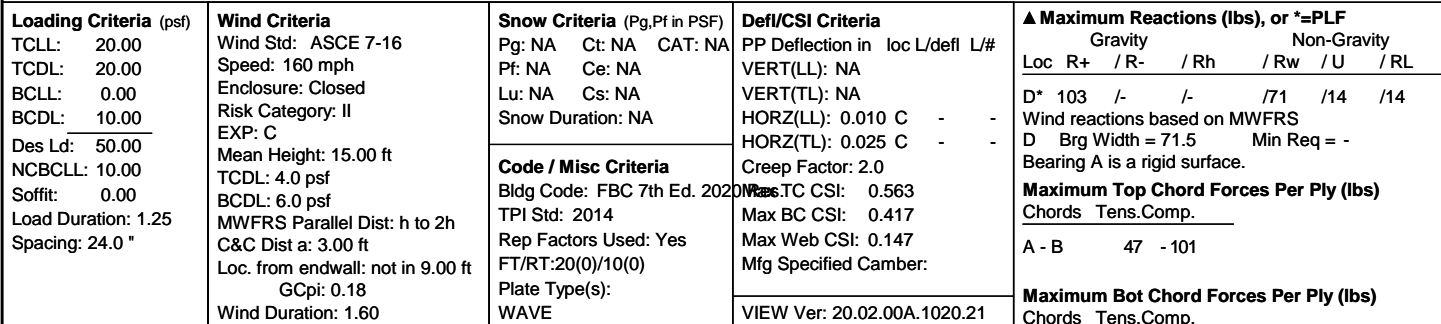 Loading Criteria (psf)
TCLL: 20.00
TCDL: 20.00
BCLL: 0.00
BCDL: 10.00
Des Ld: 50.00
NCBCLL: 10.00
Soffit: 0.00
Load Duration: 1.25
Spacing: 24.0 "
Wind Criteria
Wind Std: ASCE 7-16
Speed: 160 mph
Enclosure: Closed
Risk Category: II
EXP: C
Mean Height: 15.00 ft
TCDL: 4.0 psf
BCDL: 6.0 psf
MWFRS Parallel Dist: h to 2h
C&C Dist a: 3.00 ft
Loc. from endwall: not in 9.00 ft
GCpi: 0.18
Wind Duration: 1.60
Snow Criteria (Pg,Pf in PSF)
Pg: NA Ct: NA CAT: NA
Pf: NA Ce: NA
Lu: NA Cs: NA
Snow Duration: NA
Code / Misc Criteria
Bldg Code: FBC 7th Ed. 2020 Res.
TPI Std: 2014
Rep Factors Used: Yes
FT/RT:20(0)/10(0)
Plate Type(s):
WAVE
Defl/CSI Criteria
PP Deflection in loc L/defl L/#
VERT(LL): NA
VERT(TL): NA
HORZ(LL): 0.010 C - -
HORZ(TL): 0.025 C - -
Creep Factor: 2.0
Max TC CSI: 0.563
Max BC CSI: 0.417
Max Web CSI: 0.147
Mfg Specified Camber:
VIEW Ver: 20.02.00A.1020.21
▲ Maximum Reactions (lbs), or *=PLF
Gravity Non-Gravity
Loc R+ / R- / Rh / Rw / U / RL
D* 103 /- /- /71 /14 /14
Wind reactions based on MWFRS
D Brg Width = 71.5 Min Req = -
Bearing A is a rigid surface.
Maximum Top Chord Forces Per Ply (lbs)
Chords Tens.Comp.
A - B 47 - 101
Maximum Bot Chord Forces Per Ply (lbs)
Chords Tens.Comp.